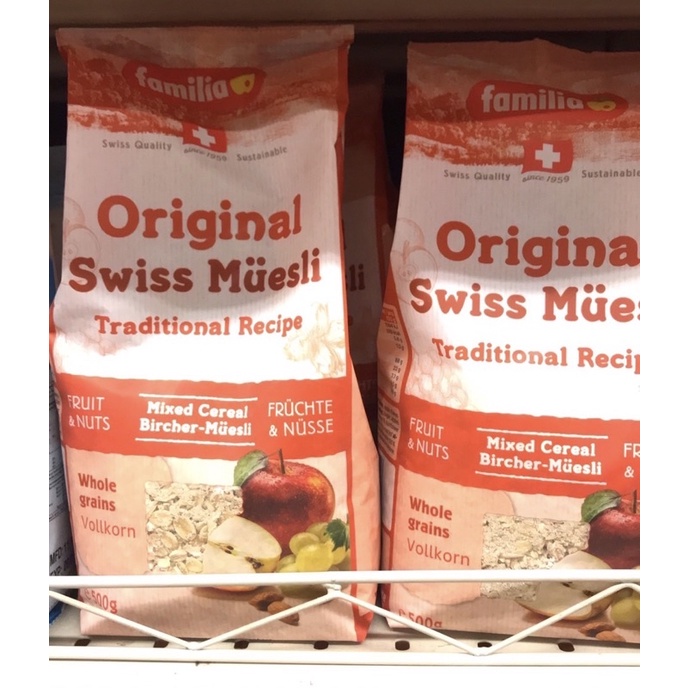 familia
Swiss Quality since 1959 Sustainable
Original
Swiss Müesli
Traditional Recipe
FRUIT
& NUTS
Mixed Cereal
Bircher-Müesli
FRÜCHTE
& NÜSSE
Whole
grains
Vollkorn
500g
familia
Swiss Quality since 1959 Sustainable
Origina
Swiss Müe
Traditional Recip
FRUIT
& NUTS
Mixed Cereal
Bircher-Müesli
FR
&
Whole
grains
Vollkorn
500g